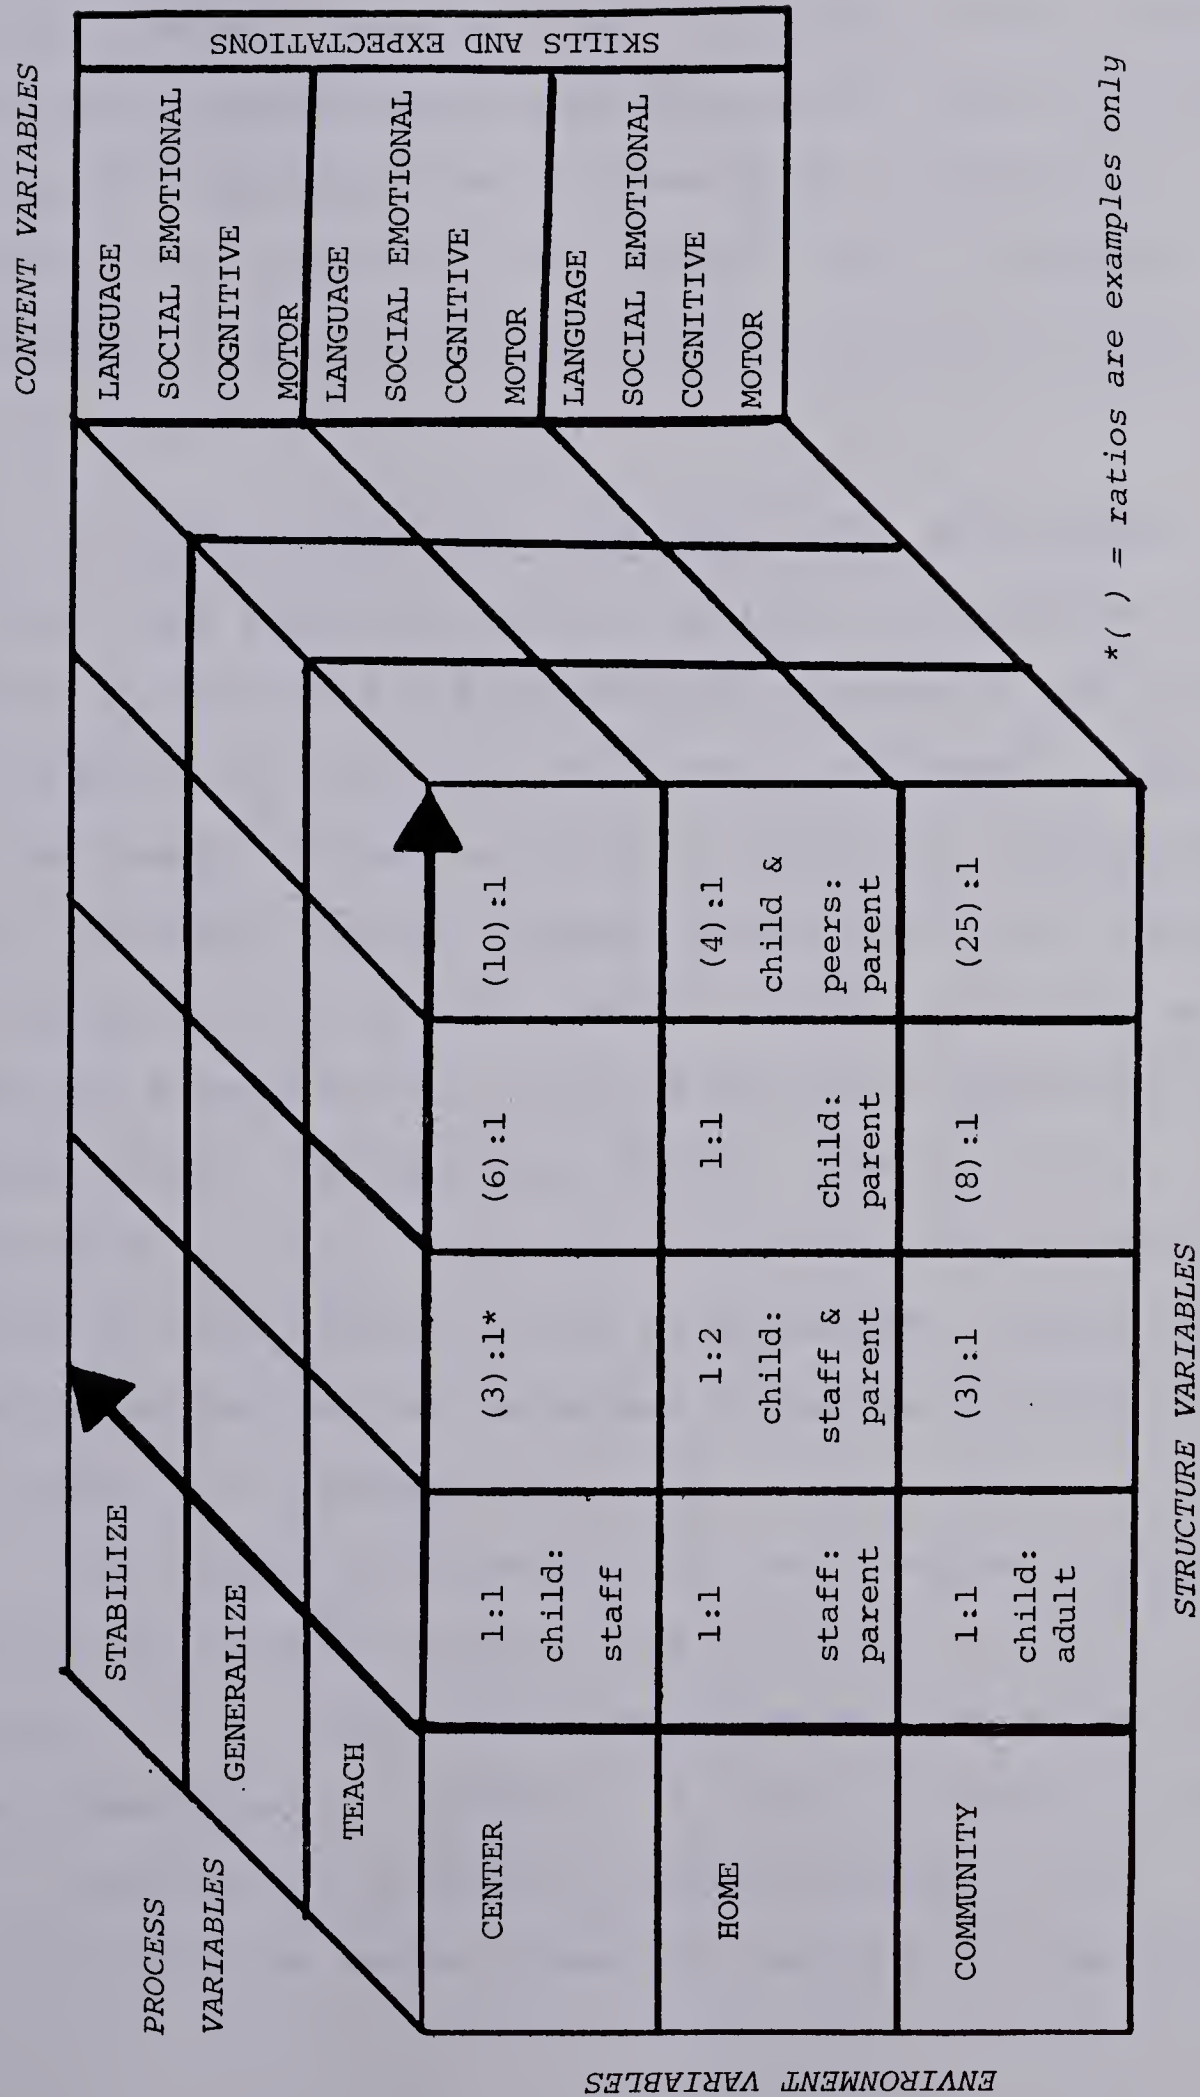 CONTENT VARIABLES
SKILLS AND EXPECTATIONS
LANGUAGE
SOCIAL EMOTIONAL
COGNITIVE
MOTOR
LANGUAGE
SOCIAL EMOTIONAL
COGNITIVE
MOTOR
LANGUAGE
SOCIAL EMOTIONAL
COGNITIVE
MOTOR
PROCESS
VARIABLES
STABILIZE
GENERALIZE
TEACH
ENVIRONMENT VARIABLES
CENTER
1:1
child:
staff
(3):1*
(6):1
(10):1
HOME
1:1
staff:
parent
1:2
child:
staff &
parent
1:1
child:
parent
(4):1
child &
peers:
parent
COMMUNITY
1:1
child:
adult
(3):1
(8):1
(25):1
STRUCTURE VARIABLES
*( ) = ratios are examples only